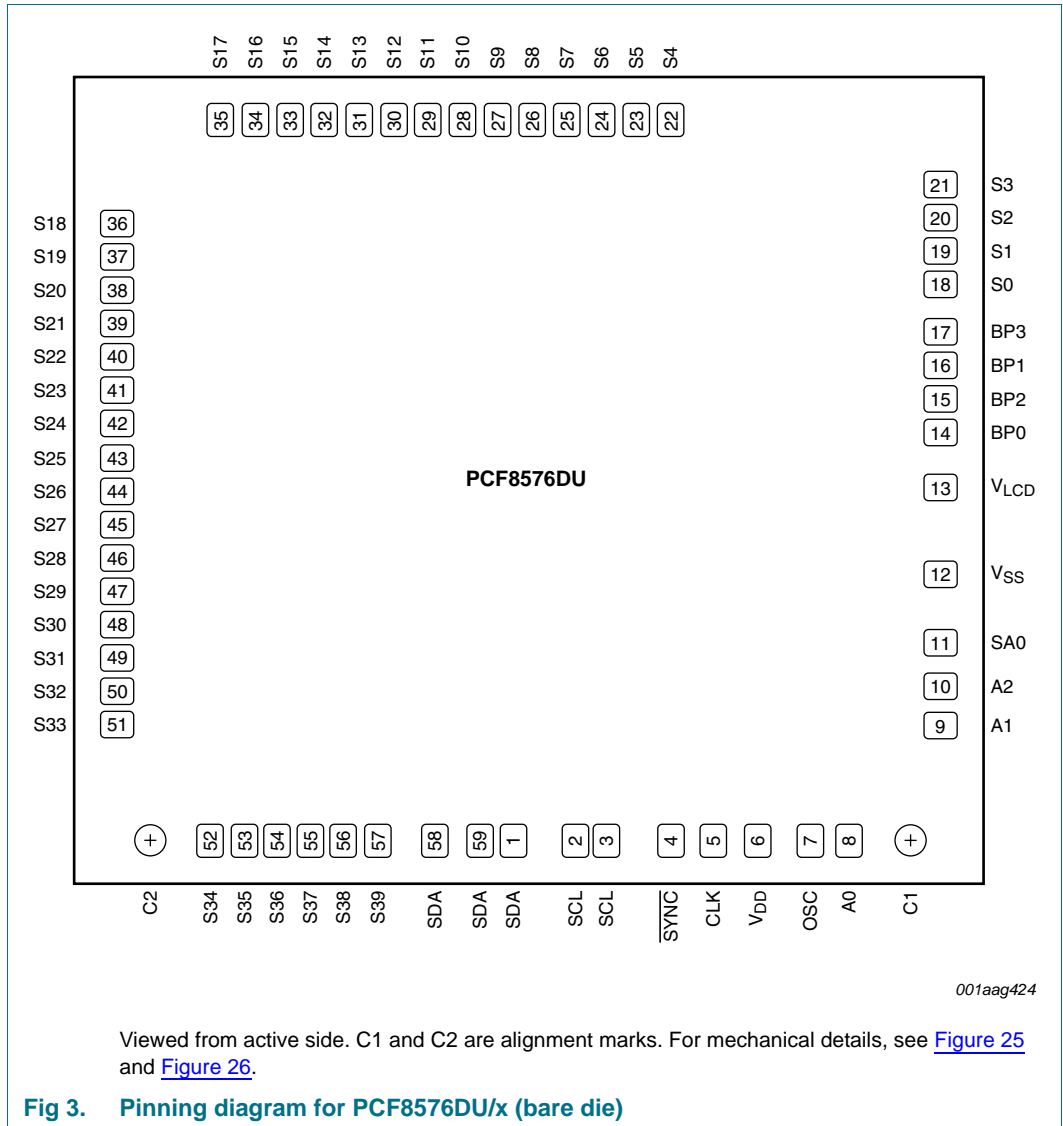 S17 S16 S15 S14 S13 S12 S11 S10 S9 S8 S7 S6 S5 S4
35 34 33 32 31 30 29 28 27 26 25 24 23 22
21 S3
S18 36 20 S2
S19 37 19 S1
S20 38 18 S0
S21 39 17 BP3
S22 40 16 BP1
S23 41 15 BP2
S24 42 14 BP0
S25 43
PCF8576DU
S26 44 13 VLCD
S27 45
S28 46 12 VSS
S29 47
S30 48 11 SA0
S31 49
S32 50 10 A2
S33 51 9 A1
52 53 54 55 56 57 58 59 1 2 3 4 5 6 7 8
C2 S34 S35 S36 S37 S38 S39 SDA SDA SDA SCL SCL SYNC CLK VDD OSC A0 C1
001aag424
Viewed from active side. C1 and C2 are alignment marks. For mechanical details, see Figure 25
and Figure 26.
Fig 3. Pinning diagram for PCF8576DU/x (bare die)